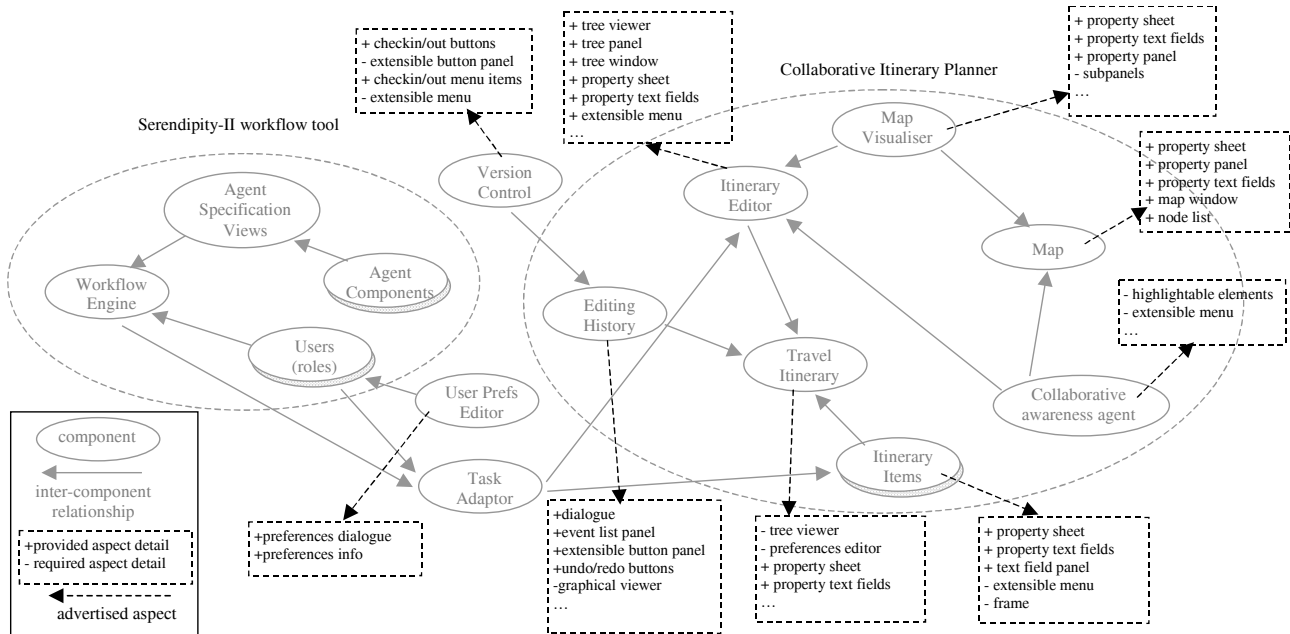 + checkin/out buttons
- extensible button panel
+ checkin/out menu items
- extensible menu
+ tree viewer
+ tree panel
+ tree window
+ property sheet
+ property text fields
+ extensible menu
…
+ property sheet
+ property text fields
+ property panel
- subpanels
…
Collaborative Itinerary Planner
Serendipity-II workflow tool
Map
Visualiser
+ property sheet
+ property panel
+ property text fields
+ map window
+ node list
Version
Control
Agent
Specification
Views
Itinerary
Editor
Map
Agent
Components
Workflow
Engine
Editing
History
- highlightable elements
- extensible menu
…
Users
(roles)
Travel
Itinerary
User Prefs
Editor
Collaborative
awareness agent
component
inter-component
relationship
+provided aspect detail
- required aspect detail
advertised aspect
Task
Adaptor
Itinerary
Items
+preferences dialogue
+preferences info
+dialogue
+event list panel
+extensible button panel
+undo/redo buttons
-graphical viewer
…
- tree viewer
- preferences editor
+ property sheet
+ property text fields
…
+ property sheet
+ property text fields
+ text field panel
- extensible menu
- frame